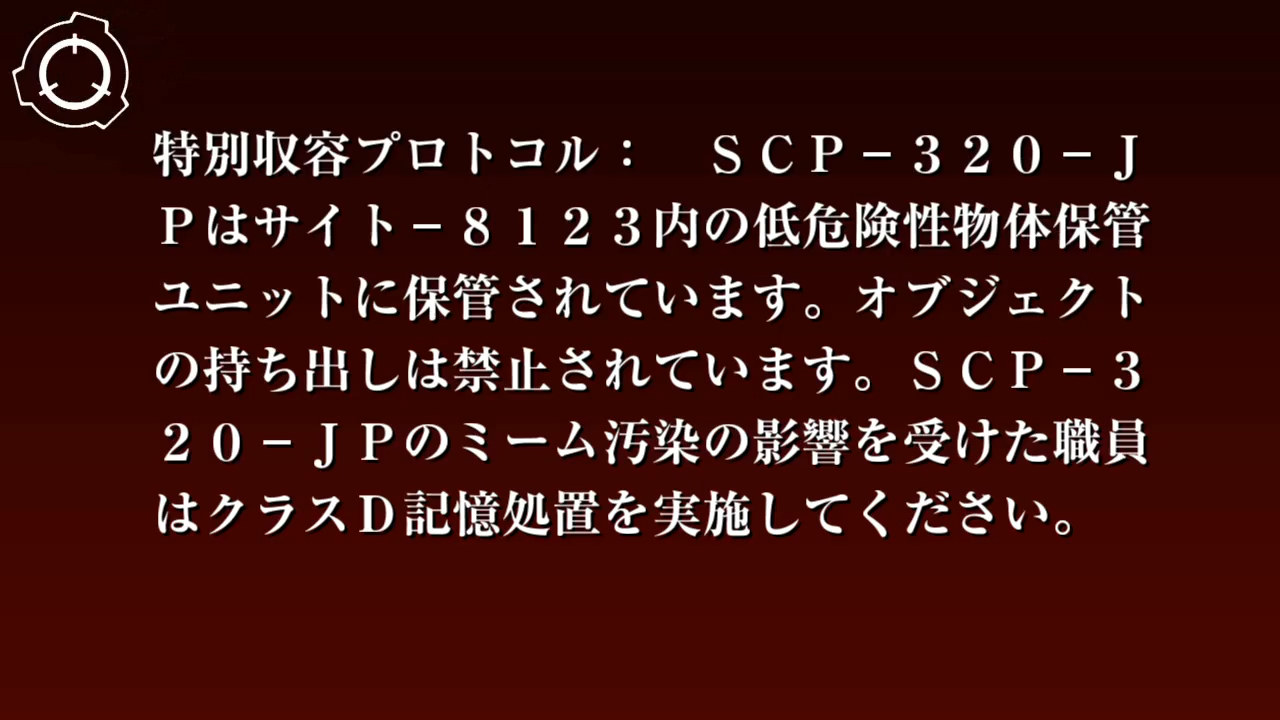 特別収容プロトコル：　ＳＣＰ－３２０－Ｊ
Ｐはサイト－８１２３内の低危険性物体保管
ユニットに保管されています。オブジェクト
の持ち出しは禁止されています。ＳＣＰ－３
２０－ＪＰのミーム汚染の影響を受けた職員
はクラスＤ記憶処置を実施してください。